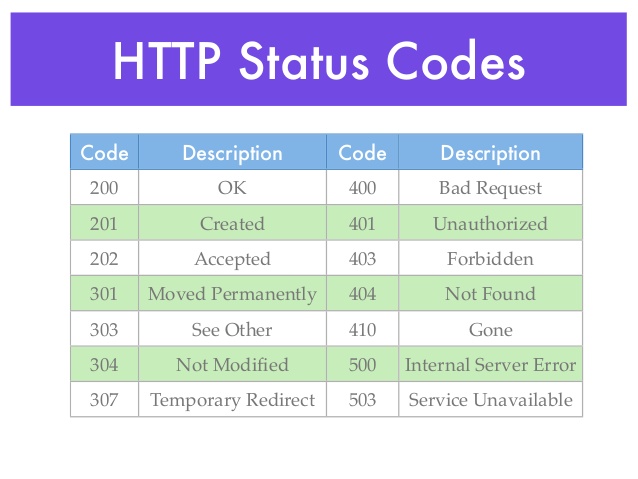 HTTP Status Codes
Code Description Code Description
200 OK 400 Bad Request
201 Created 401 Unauthorized
202 Accepted 403 Forbidden
301 Moved Permanently 404 Not Found
303 See Other 410 Gone
304 Not Modified 500 Internal Server Error
307 Temporary Redirect 503 Service Unavailable